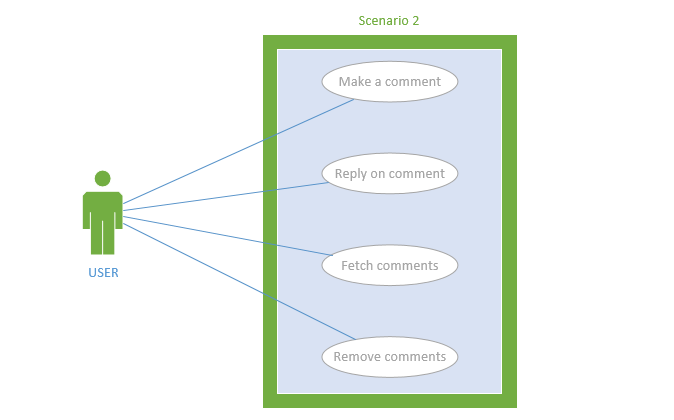 Scenario 2
Make a comment
Reply on comment
Fetch comments
Remove comments
USER